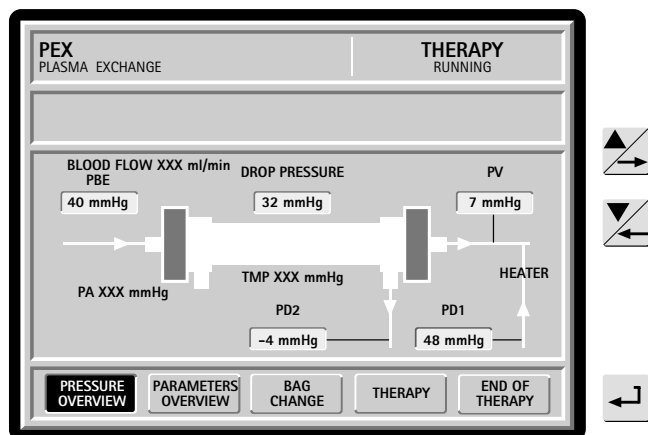 PEX
PLASMA EXCHANGE
THERAPY
RUNNING
BLOOD FLOW XXX ml/min
PBE
40 mmHg
DROP PRESSURE
32 mmHg
PV
7 mmHg
PA XXX mmHg
TMP XXX mmHg
HEATER
PD2
-4 mmHg
PD1
48 mmHg
PRESSURE
OVERVIEW
PARAMETERS
OVERVIEW
BAG
CHANGE
THERAPY
END OF
THERAPY